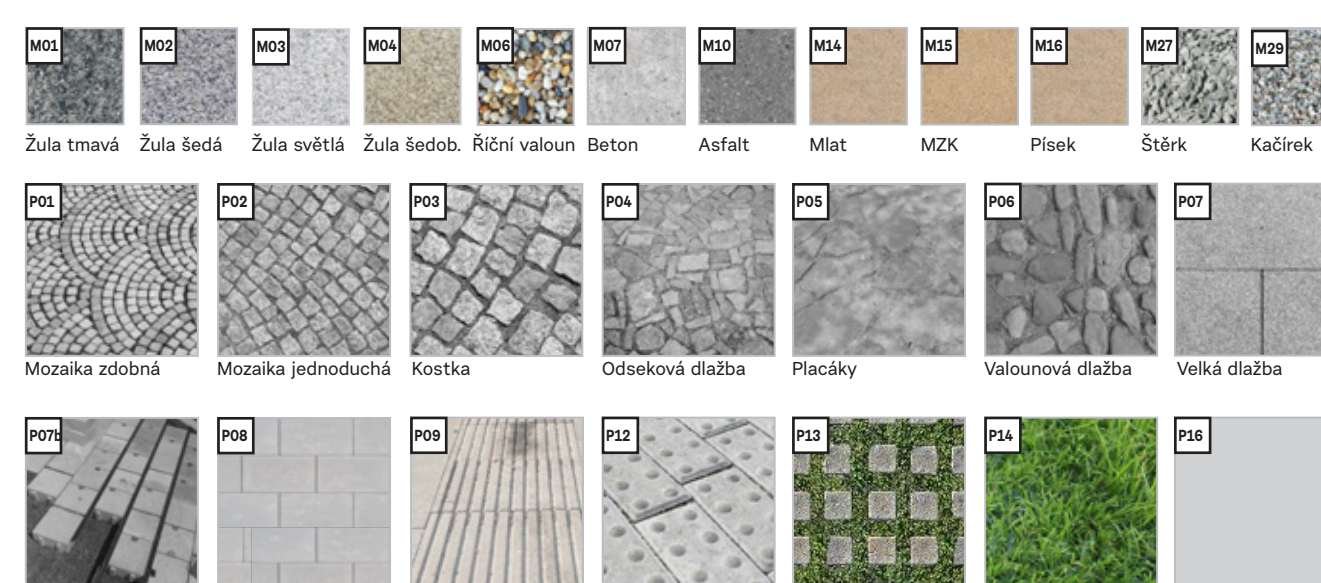 M01 M02 M03 M04 M06 M07 M10 M14 M15 M16 M27 M29
Žula tmavá Žula šedá Žula světlá Žula šedob. Říční valoun Beton Asfalt Mlat MZK Písek Štěrk Kačírek
P01 P02 P03 P04 P05 P06 P07
Mozaika zdobná Mozaika jednoduchá Kostka Odseková dlažba Placáky Valounová dlažba Velká dlažba
P07b P08 P09 P12 P13 P14 P16